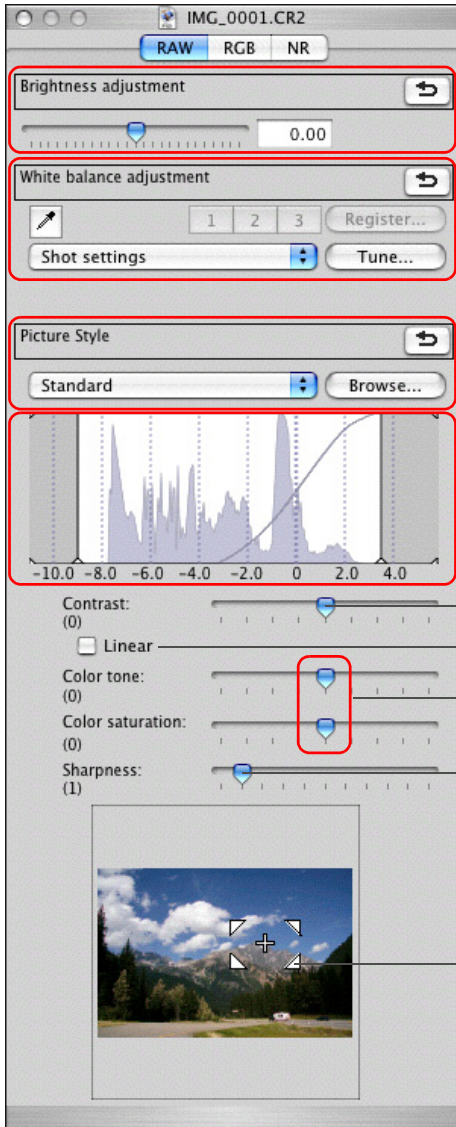 IMG_0001.CR2
RAW RGB NR
Brightness adjustment
0.00
White balance adjustment
1 2 3 Register...
Shot settings Tune...
Picture Style
Standard Browse...
-10.0 -8.0 -6.0 -4.0 -2.0 0 2.0 4.0
Contrast:
(0)
Linear
Color tone:
(0)
Color saturation:
(0)
Sharpness:
(1)